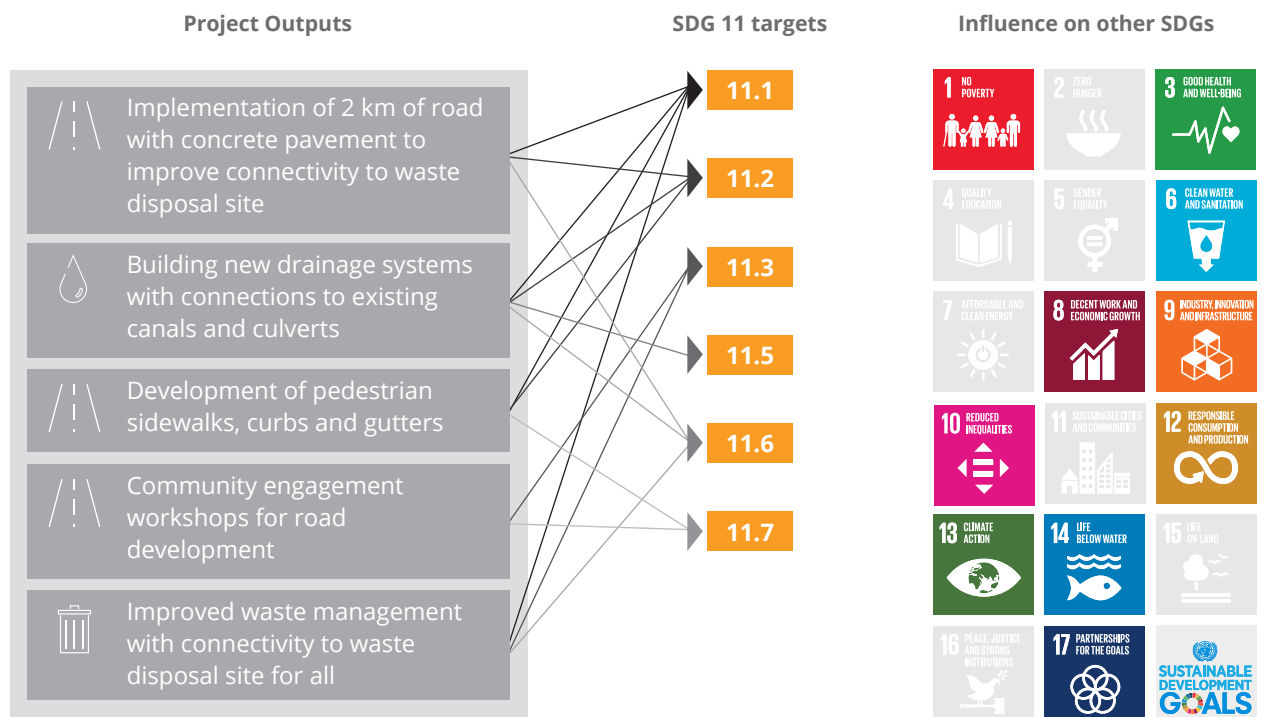 Project Outputs
SDG 11 targets
Influence on other SDGs
Implementation of 2 km of road
with concrete pavement to
improve connectivity to waste
disposal site
Building new drainage systems
with connections to existing
canals and culverts
Development of pedestrian
sidewalks, curbs and gutters
Community engagement
workshops for road
development
Improved waste management
with connectivity to waste
disposal site for all
11.1
11.2
11.3
11.5
11.6
11.7
1 NO
POVERTY
2 ZERO
HUNGER
3 GOOD HEALTH
AND WELL-BEING
4 QUALITY
EDUCATION
5 GENDER
EQUALITY
6 CLEAN WATER
AND SANITATION
7 AFFORDABLE AND
CLEAN ENERGY
8 DECENT WORK AND
ECONOMIC GROWTH
9 INDUSTRY, INNOVATION
AND INFRASTRUCTURE
10 REDUCED
INEQUALITIES
11 SUSTAINABLE CITIES
AND COMMUNITIES
12 RESPONSIBLE
CONSUMPTION
AND PRODUCTION
13 CLIMATE
ACTION
14 LIFE
BELOW WATER
15 LIFE
ON LAND
16 PEACE, JUSTICE
AND STRONG
INSTITUTIONS
17 PARTNERSHIPS
FOR THE GOALS
SUSTAINABLE
DEVELOPMENT
GOALS